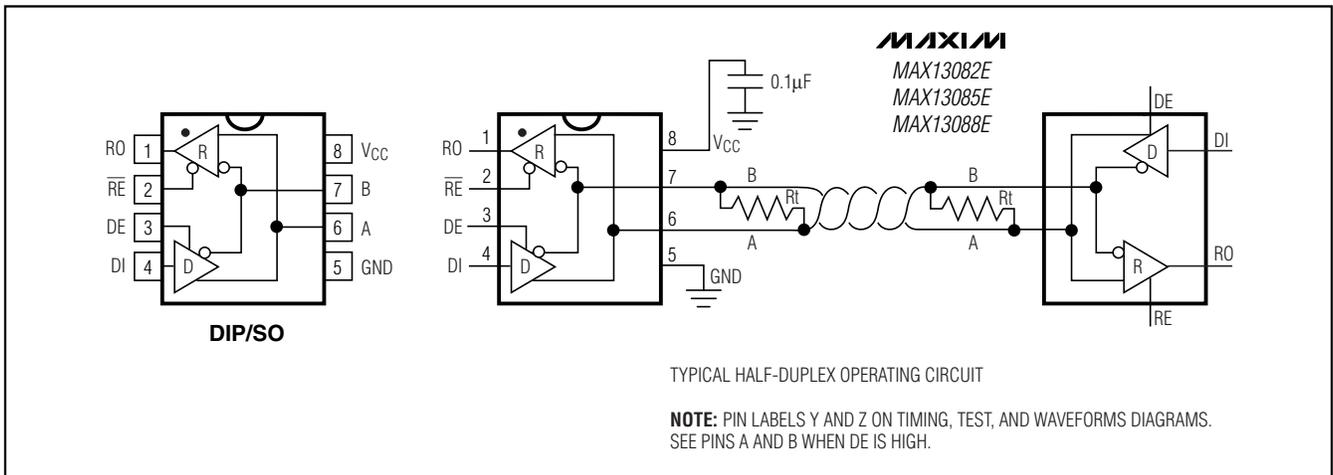 MAXIM
MAX13082E
MAX13085E
MAX13088E
RO 1
RE 2
DE 3
DI 4
R
D
8 VCC
7 B
6 A
5 GND
DIP/SO
RO 1
RE 2
DE 3
DI 4
R
D
0.1µF
8 VCC
7
6
5 GND
B
Rt
A
B
Rt
A
DE
D
DI
R
RO
RE
TYPICAL HALF-DUPLEX OPERATING CIRCUIT
NOTE: PIN LABELS Y AND Z ON TIMING, TEST, AND WAVEFORMS DIAGRAMS.
SEE PINS A AND B WHEN DE IS HIGH.